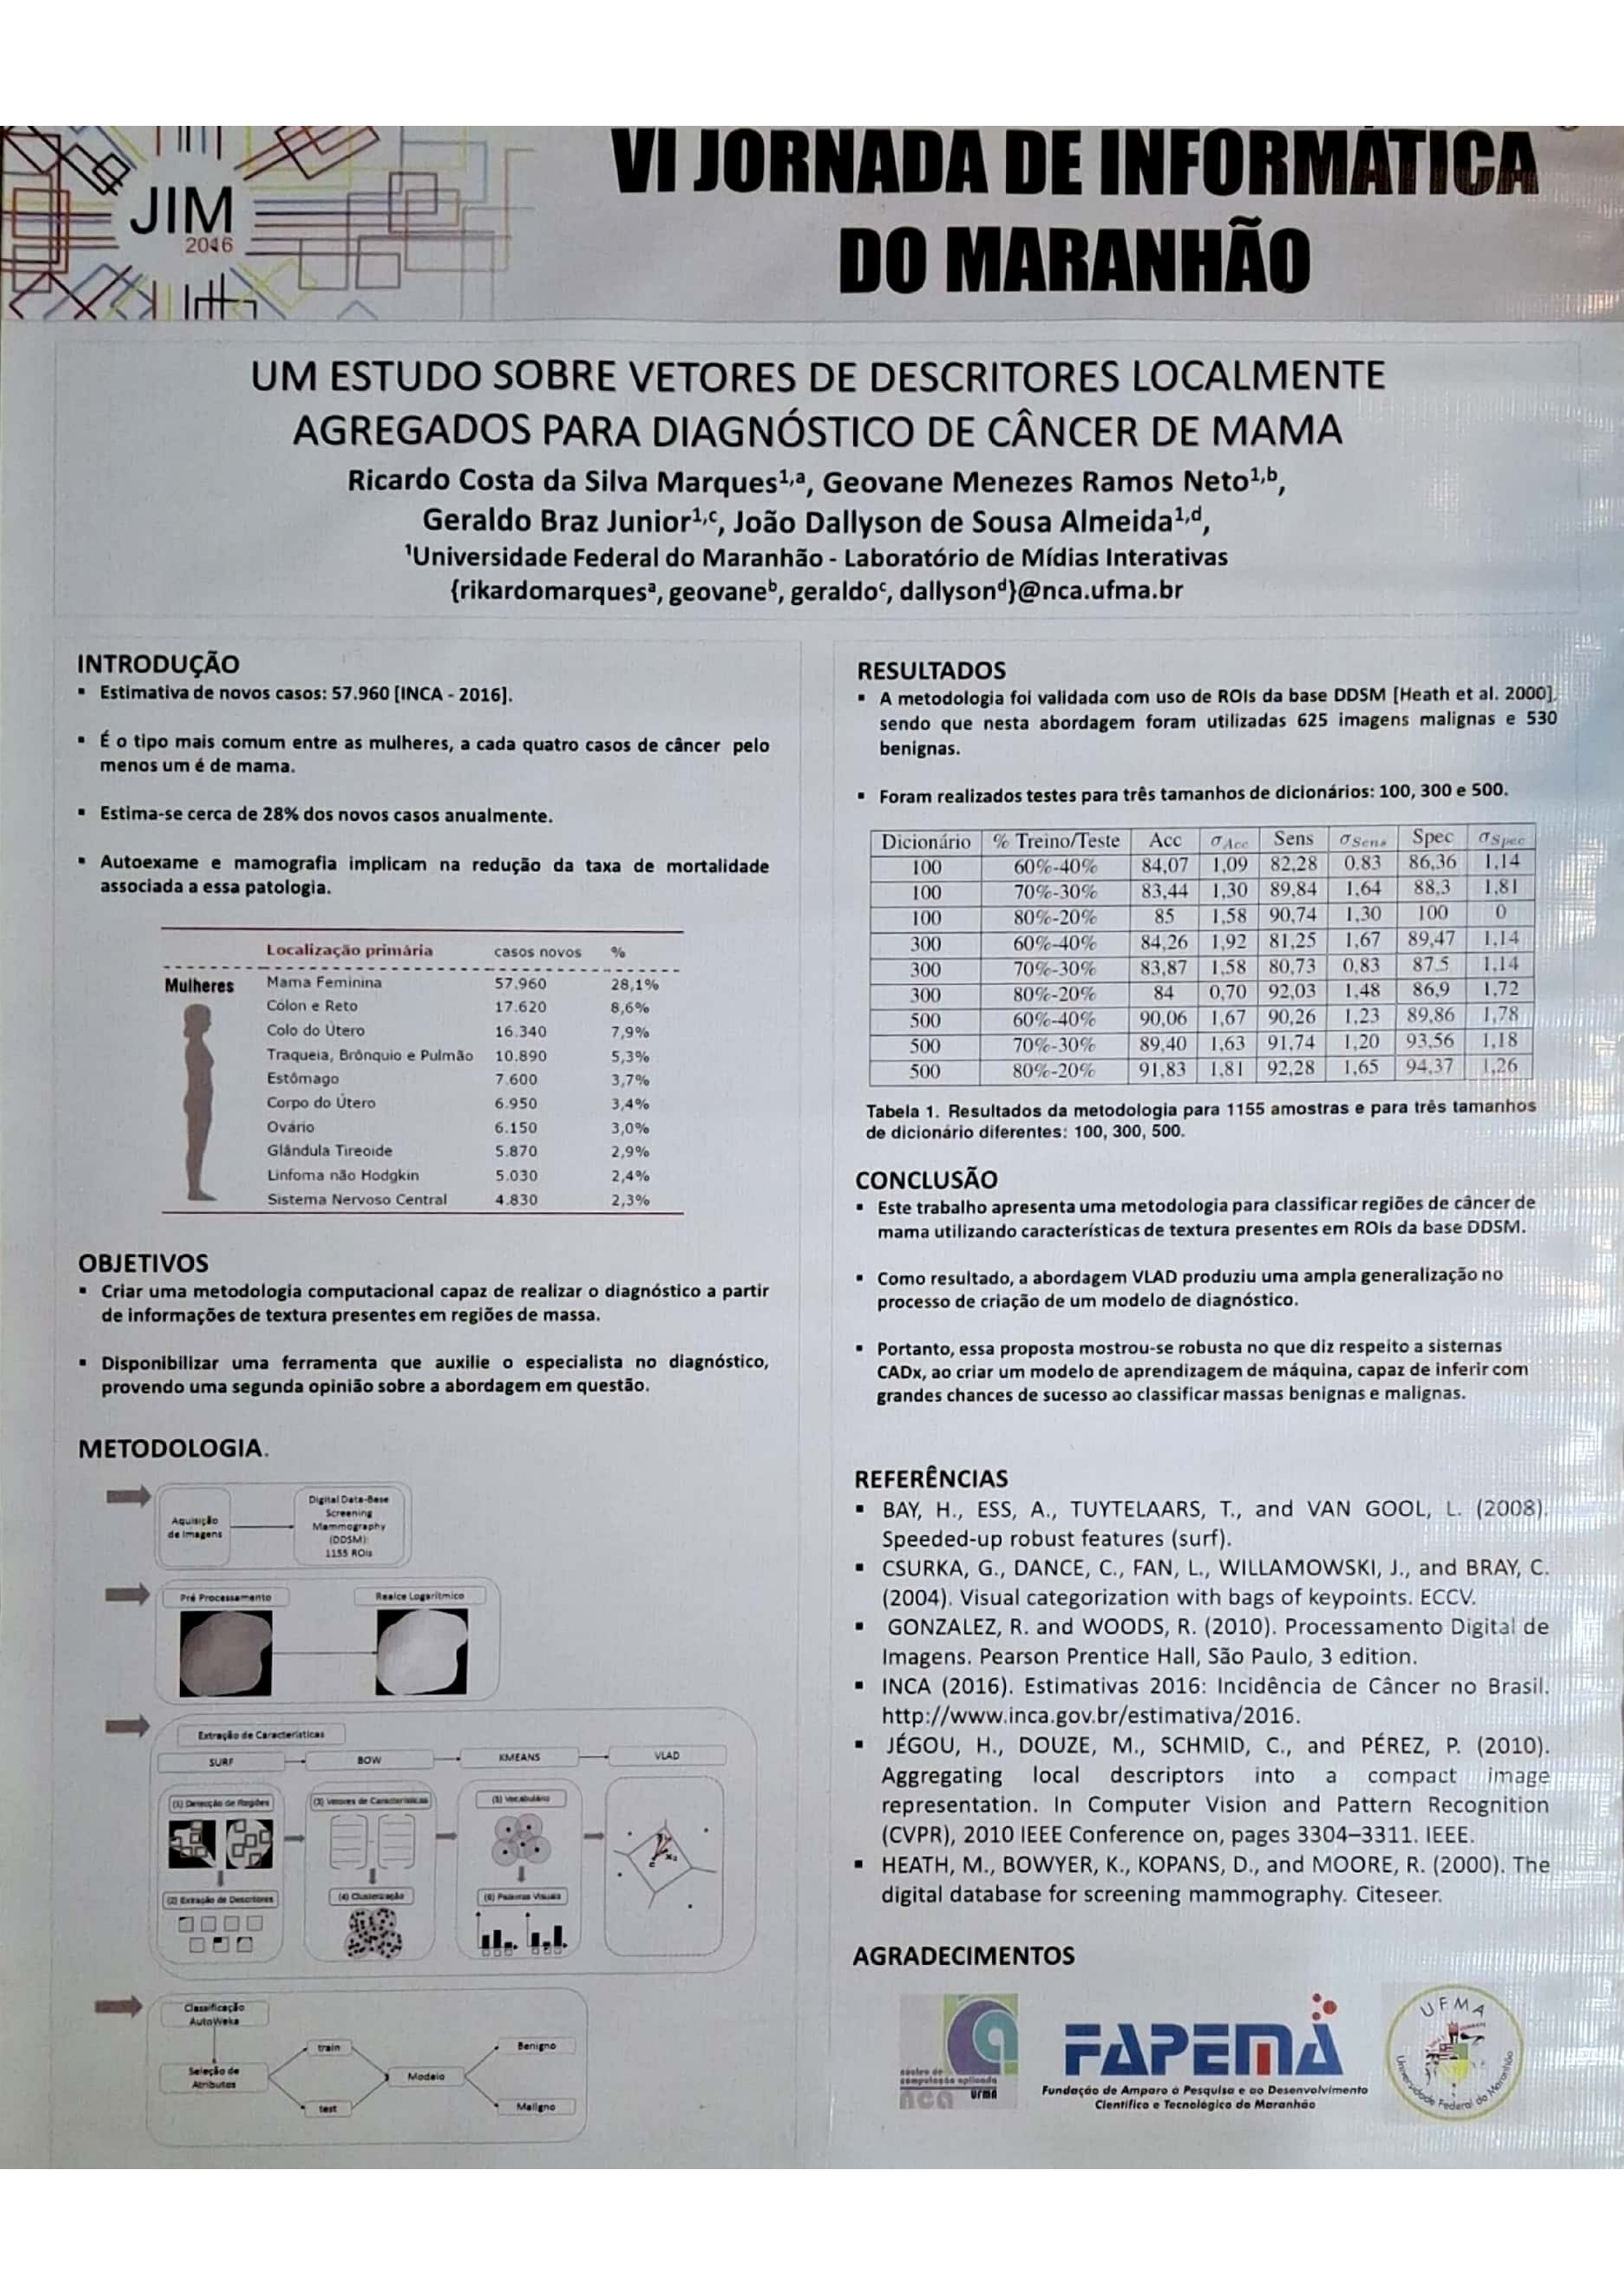 JIM
2016
VI JORNADA DE INFORMÁTICA
DO MARANHÃO
UM ESTUDO SOBRE VETORES DE DESCRITORES LOCALMENTE
AGREGADOS PARA DIAGNÓSTICO DE CÂNCER DE MAMA
Ricardo Costa da Silva Marques¹,ᵃ, Geovane Menezes Ramos Neto¹,ᵇ,
Geraldo Braz Junior¹,ᶜ, João Dallyson de Sousa Almeida¹,ᵈ,
¹Universidade Federal do Maranhão - Laboratório de Mídias Interativas
{rikardomarquesᵃ, geovaneᵇ, geraldoᶜ, dallysonᵈ}@nca.ufma.br
INTRODUÇÃO
▪ Estimativa de novos casos: 57.960 [INCA - 2016].
▪ É o tipo mais comum entre as mulheres, a cada quatro casos de câncer pelo
menos um é de mama.
▪ Estima-se cerca de 28% dos novos casos anualmente.
▪ Autoexame e mamografia implicam na redução da taxa de mortalidade
associada a essa patologia.
Localização primária casos novos %
Mulheres Mama Feminina 57.960 28,1%
Cólon e Reto 17.620 8,6%
Colo do Útero 16.340 7,9%
Traqueia, Brônquio e Pulmão 10.890 5,3%
Estômago 7.600 3,7%
Corpo do Útero 6.950 3,4%
Ovário 6.150 3,0%
Glândula Tireoide 5.870 2,9%
Linfoma não Hodgkin 5.030 2,4%
Sistema Nervoso Central 4.830 2,3%
OBJETIVOS
▪ Criar uma metodologia computacional capaz de realizar o diagnóstico a partir
de informações de textura presentes em regiões de massa.
▪ Disponibilizar uma ferramenta que auxilie o especialista no diagnóstico,
provendo uma segunda opinião sobre a abordagem em questão.
METODOLOGIA.
Aquisição
de Imagens
Digital Data-Base
Screening
Mammography
(DDSM)
1155 ROIs
Pré Processamento Realce Logarítmico
Extração de Características
SURF BOW KMEANS VLAD
(1) Detecção de Regiões (3) Vetores de Características (5) Vocabulário
(2) Extração de Descritores (4) Clusterização (6) Palavras Visuais
Classificação
AutoWeka
Seleção de
Atributos
train
test
Modelo
Benigno
Maligno
RESULTADOS
▪ A metodologia foi validada com uso de ROIs da base DDSM [Heath et al. 2000],
sendo que nesta abordagem foram utilizadas 625 imagens malignas e 530
benignas.
▪ Foram realizados testes para três tamanhos de dicionários: 100, 300 e 500.
Dicionário % Treino/Teste Acc σAcc Sens σSens Spec σSpec
100 60%-40% 84,07 1,09 82,28 0,83 86,36 1,14
100 70%-30% 83,44 1,30 89,84 1,64 88,3 1,81
100 80%-20% 85 1,58 90,74 1,30 100 0
300 60%-40% 84,26 1,92 81,25 1,67 89,47 1,14
300 70%-30% 83,87 1,58 80,73 0,83 87,5 1,14
300 80%-20% 84 0,70 92,03 1,48 86,9 1,72
500 60%-40% 90,06 1,67 90,26 1,23 89,86 1,78
500 70%-30% 89,40 1,63 91,74 1,20 93,56 1,18
500 80%-20% 91,83 1,81 92,28 1,65 94,37 1,26
Tabela 1. Resultados da metodologia para 1155 amostras e para três tamanhos
de dicionário diferentes: 100, 300, 500.
CONCLUSÃO
▪ Este trabalho apresenta uma metodologia para classificar regiões de câncer de
mama utilizando características de textura presentes em ROIs da base DDSM.
▪ Como resultado, a abordagem VLAD produziu uma ampla generalização no
processo de criação de um modelo de diagnóstico.
▪ Portanto, essa proposta mostrou-se robusta no que diz respeito a sistemas
CADx, ao criar um modelo de aprendizagem de máquina, capaz de inferir com
grandes chances de sucesso ao classificar massas benignas e malignas.
REFERÊNCIAS
▪ BAY, H., ESS, A., TUYTELAARS, T., and VAN GOOL, L. (2008).
Speeded-up robust features (surf).
▪ CSURKA, G., DANCE, C., FAN, L., WILLAMOWSKI, J., and BRAY, C.
(2004). Visual categorization with bags of keypoints. ECCV.
▪ GONZALEZ, R. and WOODS, R. (2010). Processamento Digital de
Imagens. Pearson Prentice Hall, São Paulo, 3 edition.
▪ INCA (2016). Estimativas 2016: Incidência de Câncer no Brasil.
http://www.inca.gov.br/estimativa/2016.
▪ JÉGOU, H., DOUZE, M., SCHMID, C., and PÉREZ, P. (2010).
Aggregating local descriptors into a compact image
representation. In Computer Vision and Pattern Recognition
(CVPR), 2010 IEEE Conference on, pages 3304–3311. IEEE.
▪ HEATH, M., BOWYER, K., KOPANS, D., and MOORE, R. (2000). The
digital database for screening mammography. Citeseer.
AGRADECIMENTOS
núcleo de
computação aplicada
nca ufma
FAPEMA
Fundação de Amparo à Pesquisa e ao Desenvolvimento
Científico e Tecnológico do Maranhão
UFMA
Universidade Federal do Maranhão